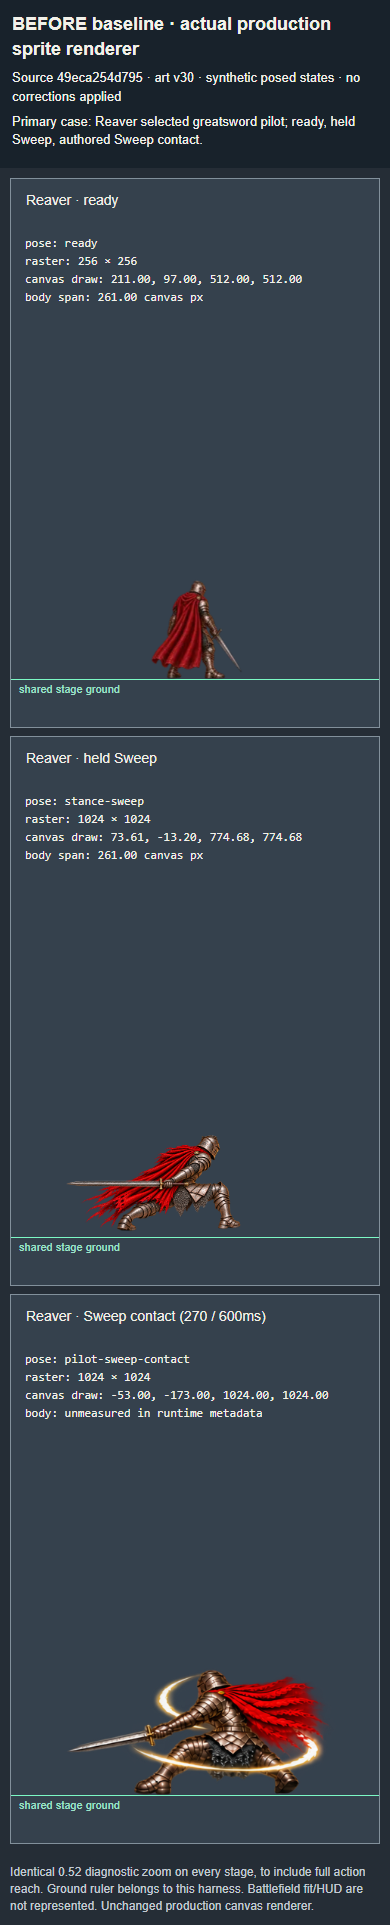 BEFORE baseline · actual production
sprite renderer
Source 49eca254d795 · art v30 · synthetic posed states · no
corrections applied
Primary case: Reaver selected greatsword pilot; ready, held
Sweep, authored Sweep contact.
Reaver · ready
pose: ready
raster: 256 × 256
canvas draw: 211.00, 97.00, 512.00, 512.00
body span: 261.00 canvas px
shared stage ground
Reaver · held Sweep
pose: stance-sweep
raster: 1024 × 1024
canvas draw: 73.61, -13.20, 774.68, 774.68
body span: 261.00 canvas px
shared stage ground
Reaver · Sweep contact (270 / 600ms)
pose: pilot-sweep-contact
raster: 1024 × 1024
canvas draw: -53.00, -173.00, 1024.00, 1024.00
body: unmeasured in runtime metadata
shared stage ground
Identical 0.52 diagnostic zoom on every stage, to include full action
reach. Ground ruler belongs to this harness. Battlefield fit/HUD are
not represented. Unchanged production canvas renderer.